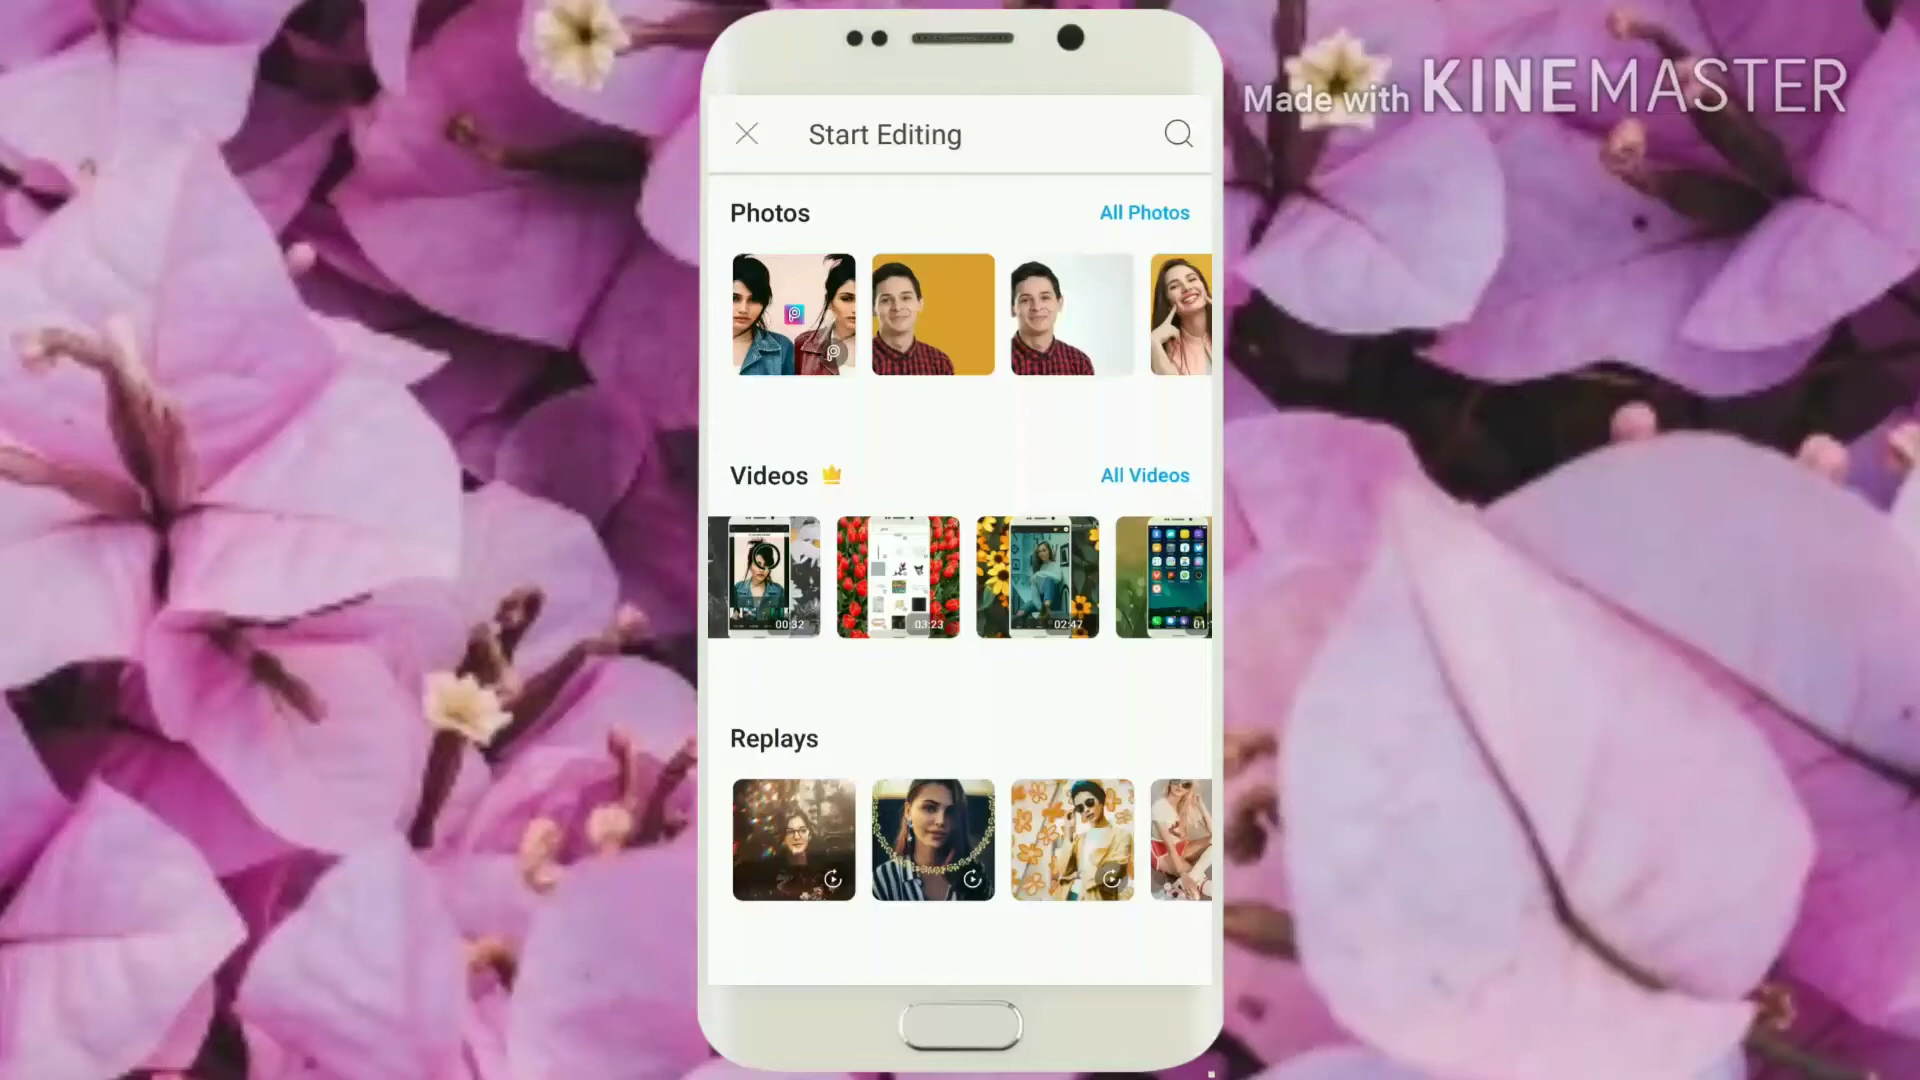 Made with KINEMASTER
Start Editing
Photos
All Photos
Videos
All Videos
00:32
03:23
02:47
Replays